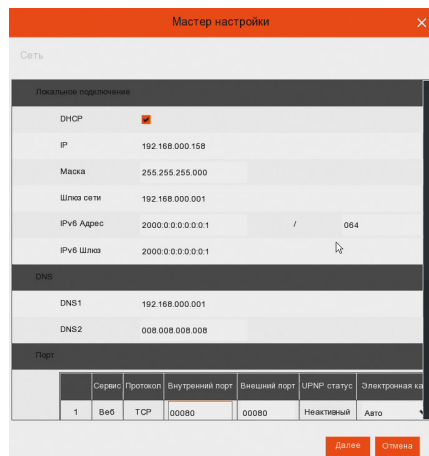 Мастер настройки
Сеть
Локальное подключение
DHCP
IP 192.168.000.158
Маска 255.255.255.000
Шлюз сети 192.168.000.001
IPv6 Адрес 2000:0:0:0:0:0:0:1 / 064
IPv6 Шлюз 2000:0:0:0:0:0:0:1
DNS
DNS1 192.168.000.001
DNS2 008.008.008.008
Порт
Сервис Протокол Внутренний порт Внешний порт UPNP статус Электронная ка
1 Веб TCP 00080 00080 Неактивный Авто
Далее Отмена